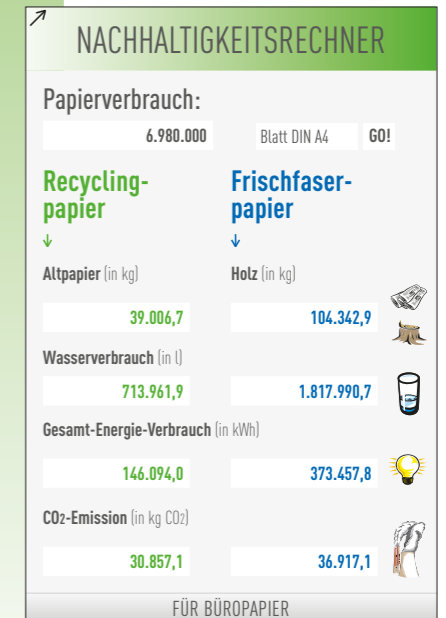 NACHHALTIGKEITSRECHNER
Papierverbrauch:
6.980.000 Blatt DIN A4 GO!
Recycling- Frischfaser-
papier papier
Altpapier (in kg) Holz (in kg)
39.006,7 104.342,9
Wasserverbrauch (in l)
713.961,9 1.817.990,7
Gesamt-Energie-Verbrauch (in kWh)
146.094,0 373.457,8
CO2-Emission (in kg CO2)
30.857,1 36.917,1
FÜR BÜROPAPIER